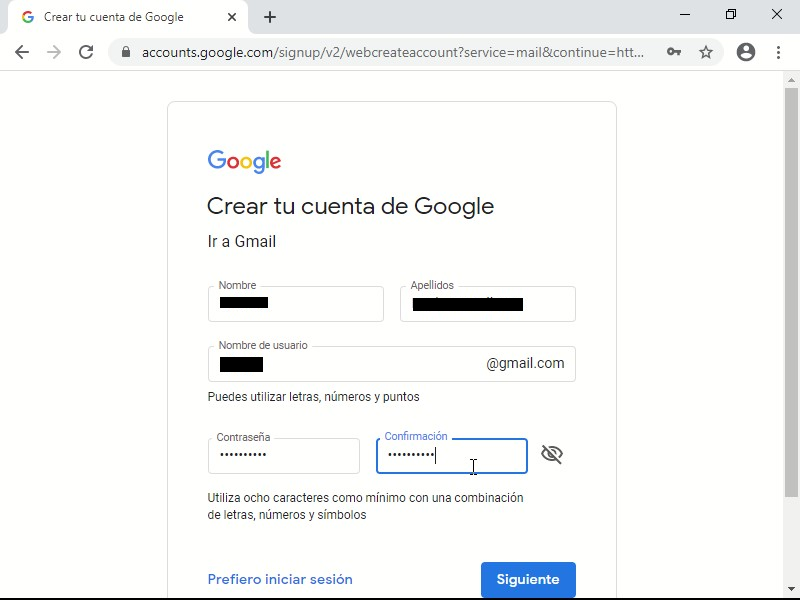 Crear tu cuenta de Google
accounts.google.com/signup/v2/webcreateaccount?service=mail&continue=htt...
Google
Crear tu cuenta de Google
Ir a Gmail
Nombre Apellidos
Nombre de usuario
@gmail.com
Puedes utilizar letras, números y puntos
Contraseña Confirmación
•••••••••• ••••••••••
Utiliza ocho caracteres como mínimo con una combinación
de letras, números y símbolos
Prefiero iniciar sesión Siguiente